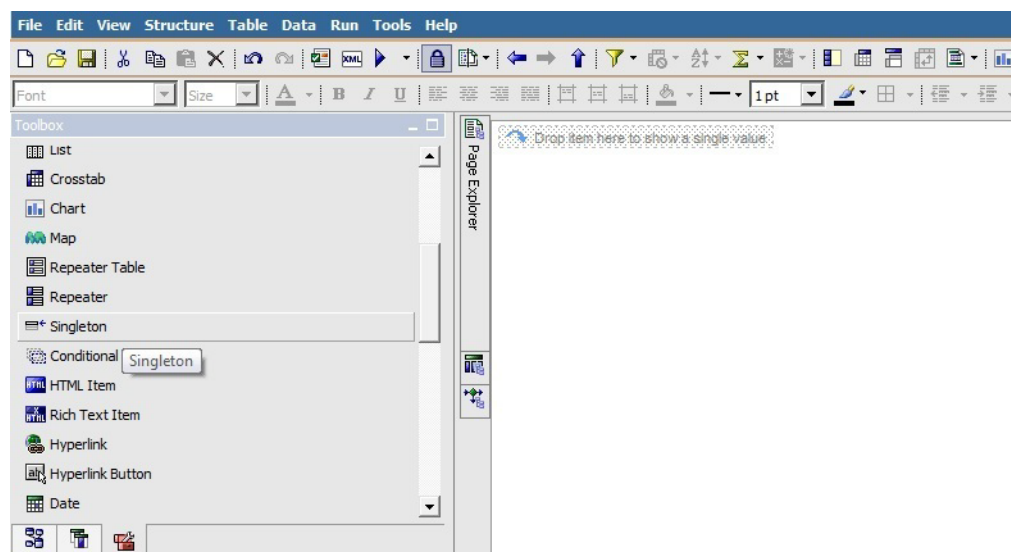 File Edit View Structure Table Data Run Tools Help
XML
Font Size A B I U 1 pt
Toolbox
List
Crosstab
Chart
Map
Repeater Table
Repeater
Singleton
Conditional
Singleton
HTML Item
Rich Text Item
Hyperlink
Hyperlink Button
Date
Page Explorer
Drop item here to show a single value